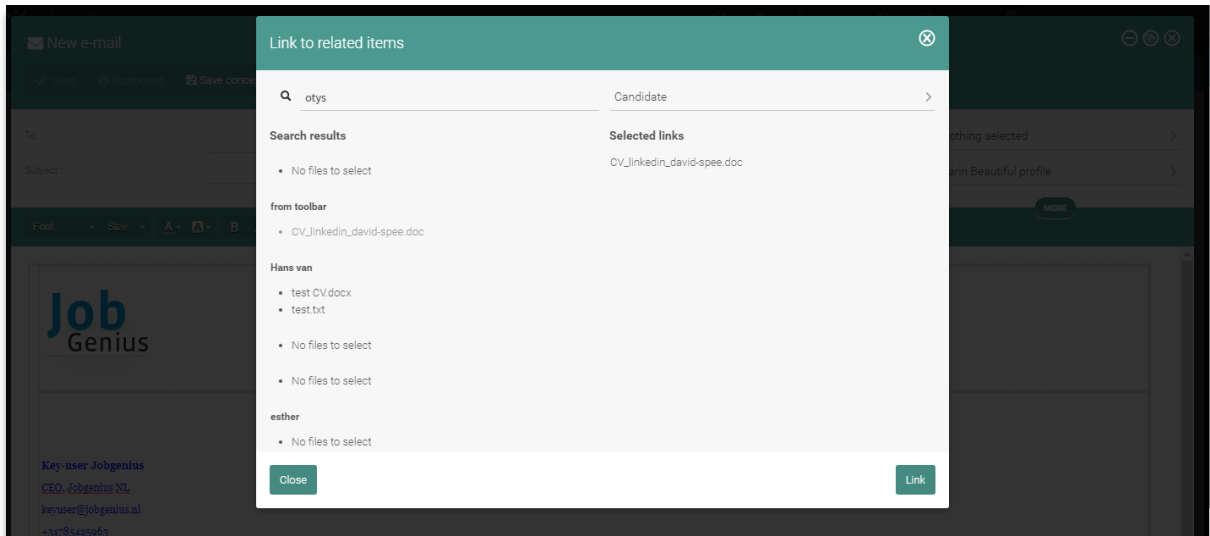 New e-mail
Send
Postponed
Save conce
To :
Subject :
Font
Size
A
A
B
Link to related items
otys
Candidate
Search results
No files to select
from toolbar
CV_linkedin_david-spee.doc
Hans van
test CV.docx
test.txt
No files to select
No files to select
esther
No files to select
Selected links
CV_linkedin_david-spee.doc
Close
Link
othing selected
arin Beautiful profile
MORE
Job
Genius
Key-user Jobgenius
CEO, Jobgenius NL
keyuser@jobgenius.nl
+31785425963